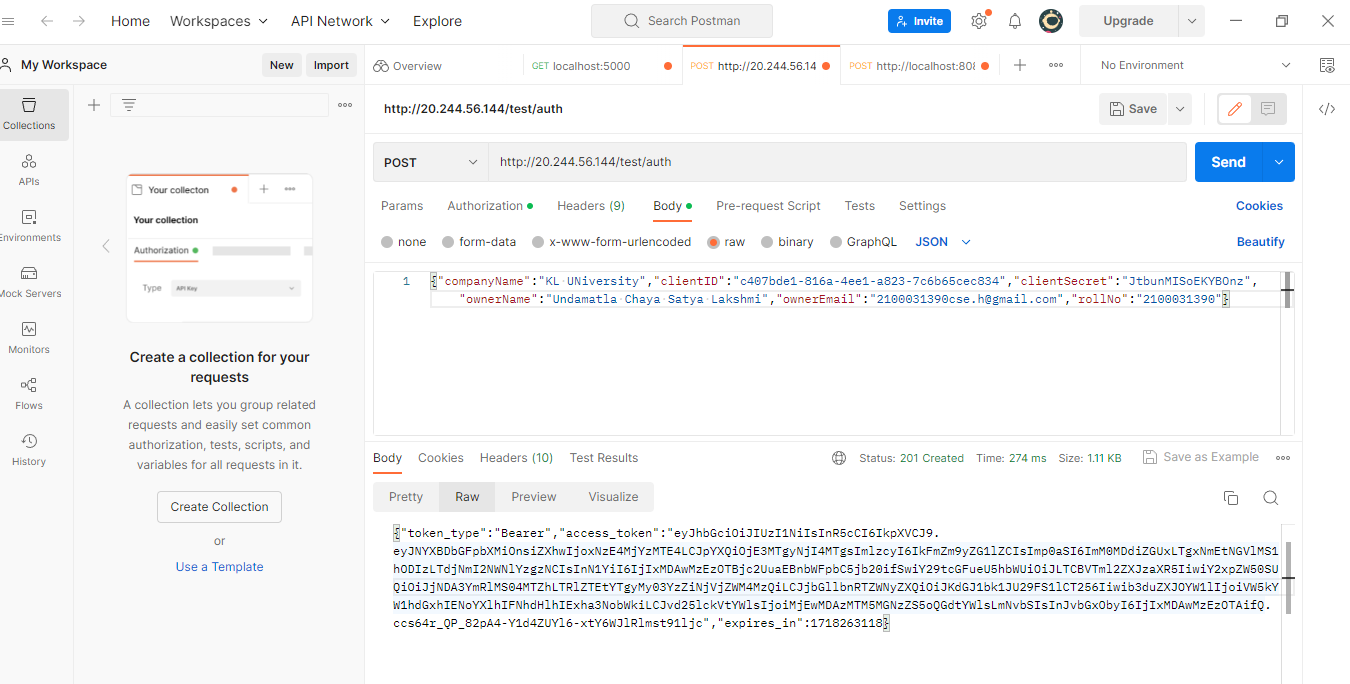 Home Workspaces API Network Explore Search Postman Invite Upgrade
My Workspace New Import Overview GET localhost:5000 POST http://20.244.56.14 POST http://localhost:808 No Environment
Collections
APIs
Environments
Mock Servers
Monitors
Flows
History
Your collecton
Your collection
Authorization
Type API Key
Create a collection for your
requests
A collection lets you group related
requests and easily set common
authorization, tests, scripts, and
variables for all requests in it.
Create Collection
or
Use a Template
http://20.244.56.144/test/auth Save
POST http://20.244.56.144/test/auth Send
Params Authorization Headers (9) Body Pre-request Script Tests Settings Cookies
none form-data x-www-form-urlencoded raw binary GraphQL JSON Beautify
1 {"companyName":"KL UNiversity","clientID":"c407bde1-816a-4ee1-a823-7c6b65cec834","clientSecret":"JtbunMISoEKYBOnz",
"ownerName":"Undamatla Chaya Satya Lakshmi","ownerEmail":"2100031390cse.h@gmail.com","rollNo":"2100031390"}
Body Cookies Headers (10) Test Results Status: 201 Created Time: 274 ms Size: 1.11 KB Save as Example
Pretty Raw Preview Visualize
{"token_type":"Bearer","access_token":"eyJhbGciOiJIUzI1NiIsInR5cCI6IkpXVCJ9.